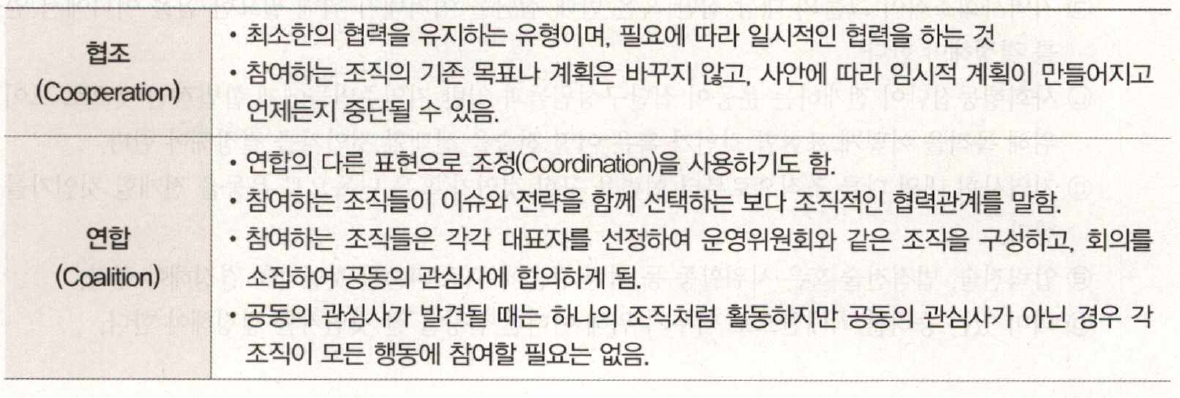 협조
(Cooperation)
• 최소한의 협력을 유지하는 유형이며, 필요에 따라 일시적인 협력을 하는 것
• 참여하는 조직의 기존 목표나 계획은 바꾸지 않고, 사안에 따라 임시적 계획이 만들어지고
언제든지 중단될 수 있음.
연합
(Coalition)
• 연합의 다른 표현으로 조정(Coordination)을 사용하기도 함.
• 참여하는 조직들이 이슈와 전략을 함께 선택하는 보다 조직적인 협력관계를 말함.
• 참여하는 조직들은 각각 대표자를 선정하여 운영위원회와 같은 조직을 구성하고, 회의를
소집하여 공동의 관심사에 합의하게 됨.
• 공동의 관심사가 발견될 때는 하나의 조직처럼 활동하지만 공동의 관심사가 아닌 경우 각
조직이 모든 행동에 참여할 필요는 없음.